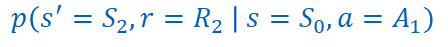 p(s′ = S₂, r = R₂ | s = S₀, a = A₁)